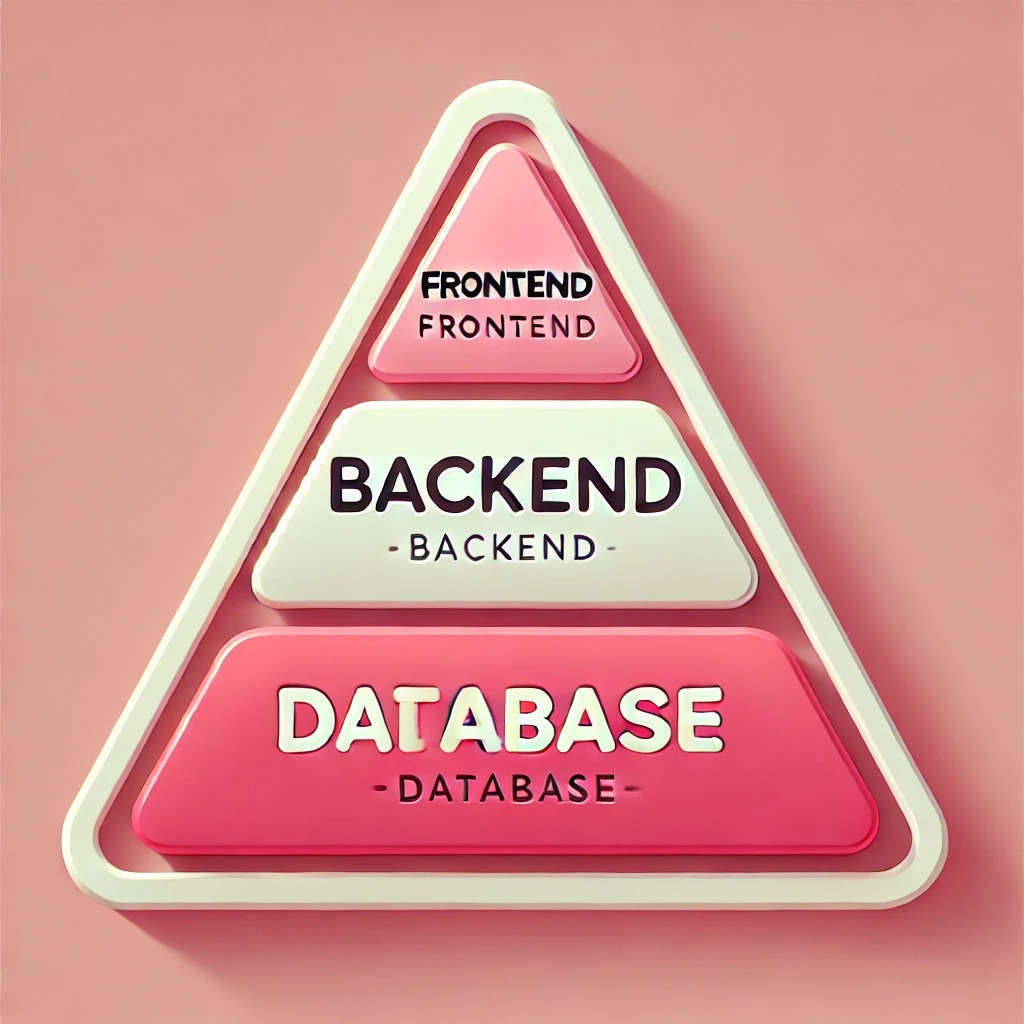 FRONTEND
FRONTEND
BACKEND
-BACKEND-
DATABASE
-DATABASE-